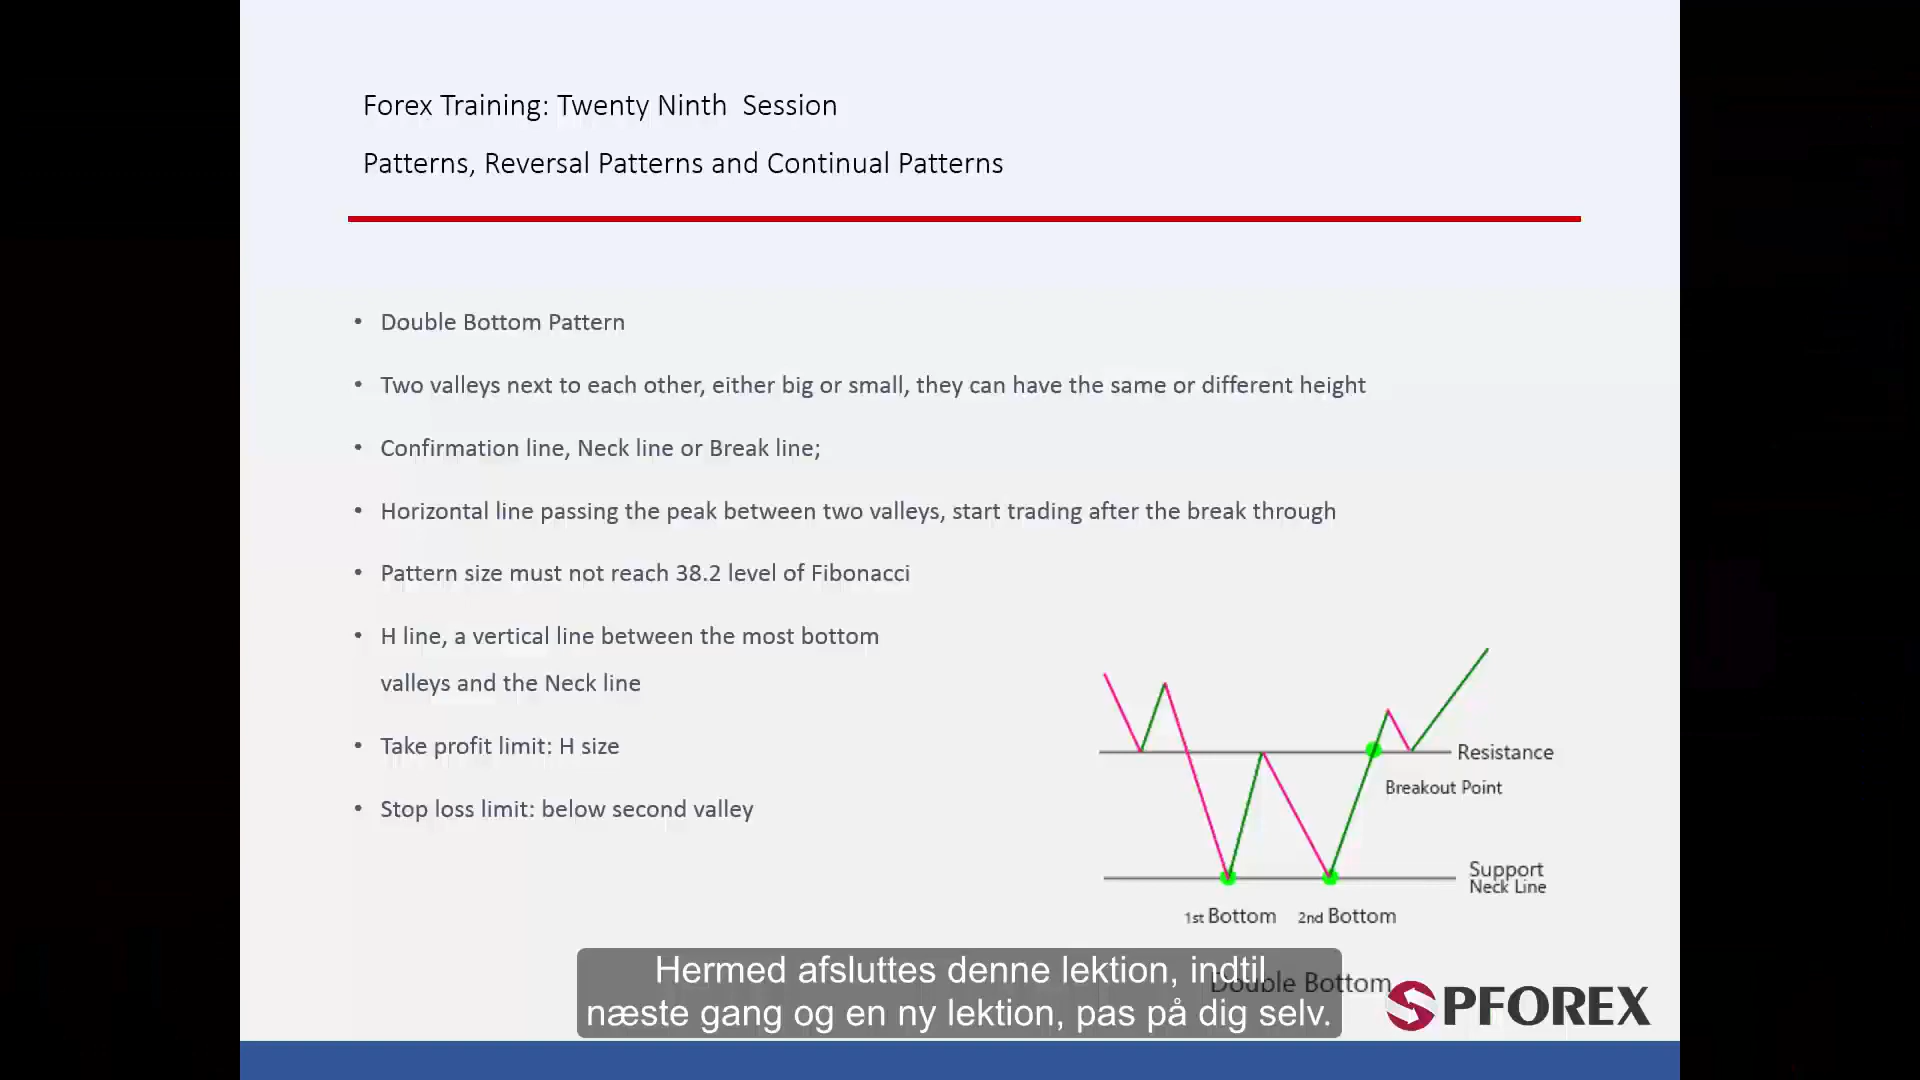 Forex Training: Twenty Ninth Session
Patterns, Reversal Patterns and Continual Patterns
• Double Bottom Pattern
• Two valleys next to each other, either big or small, they can have the same or different height
• Confirmation line, Neck line or Break line;
• Horizontal line passing the peak between two valleys, start trading after the break through
• Pattern size must not reach 38.2 level of Fibonacci
• H line, a vertical line between the most bottom
valleys and the Neck line
• Take profit limit: H size
• Stop loss limit: below second valley
Resistance
Breakout Point
Support
Neck Line
1st Bottom 2nd Bottom
Double Bottom
Hermed afsluttes denne lektion, indtil
næste gang og en ny lektion, pas på dig selv.
SPFOREX